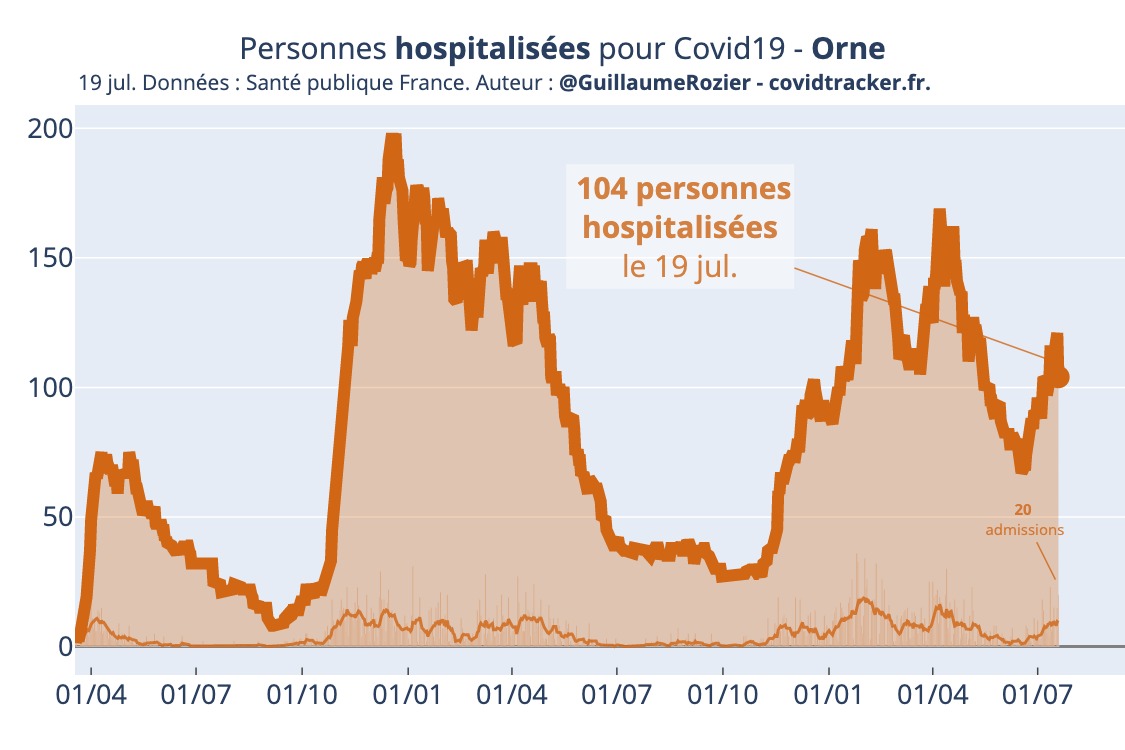 Personnes hospitalisées pour Covid19 - Orne
19 jul. Données : Santé publique France. Auteur : @GuillaumeRozier - covidtracker.fr.
200
104 personnes
hospitalisées
le 19 jul.
150
100
50
20
admissions
0
01/04 01/07 01/10 01/01 01/04 01/07 01/10 01/01 01/04 01/07